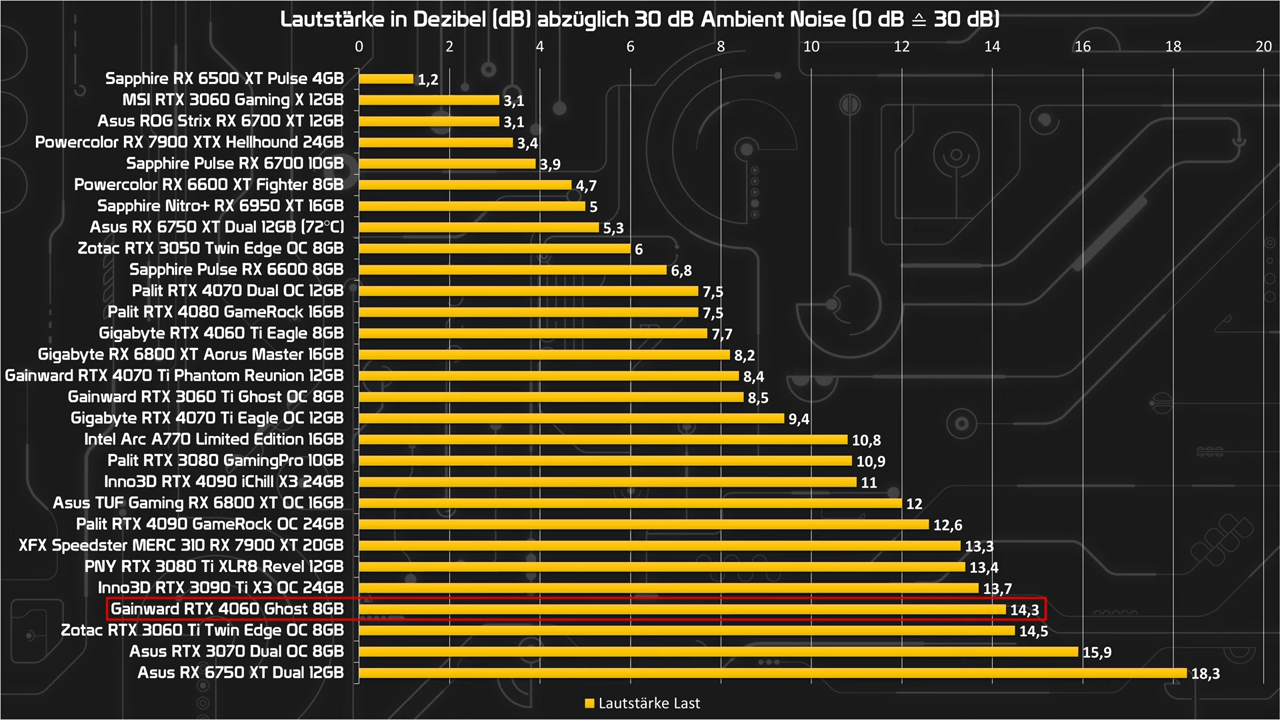 Lautstärke in Dezibel (dB) abzüglich 30 dB Ambient Noise (0 dB ≙ 30 dB)
0 2 4 6 8 10 12 14 16 18 20
Sapphire RX 6500 XT Pulse 4GB 1,2
MSI RTX 3060 Gaming X 12GB 3,1
Asus ROG Strix RX 6700 XT 12GB 3,1
Powercolor RX 7900 XTX Hellhound 24GB 3,4
Sapphire Pulse RX 6700 10GB 3,9
Powercolor RX 6600 XT Fighter 8GB 4,7
Sapphire Nitro+ RX 6950 XT 16GB 5
Asus RX 6750 XT Dual 12GB (72°C) 5,3
Zotac RTX 3050 Twin Edge OC 8GB 6
Sapphire Pulse RX 6600 8GB 6,8
Palit RTX 4070 Dual OC 12GB 7,5
Palit RTX 4080 GameRock 16GB 7,5
Gigabyte RTX 4060 Ti Eagle 8GB 7,7
Gigabyte RX 6800 XT Aorus Master 16GB 8,2
Gainward RTX 4070 Ti Phantom Reunion 12GB 8,4
Gainward RTX 3060 Ti Ghost OC 8GB 8,5
Gigabyte RTX 4070 Ti Eagle OC 12GB 9,4
Intel Arc A770 Limited Edition 16GB 10,8
Palit RTX 3080 GamingPro 10GB 10,9
Inno3D RTX 4090 iChill X3 24GB 11
Asus TUF Gaming RX 6800 XT OC 16GB 12
Palit RTX 4090 GameRock OC 24GB 12,6
XFX Speedster MERC 310 RX 7900 XT 20GB 13,3
PNY RTX 3080 Ti XLR8 Revel 12GB 13,4
Inno3D RTX 3090 Ti X3 OC 24GB 13,7
Gainward RTX 4060 Ghost 8GB 14,3
Zotac RTX 3060 Ti Twin Edge OC 8GB 14,5
Asus RTX 3070 Dual OC 8GB 15,9
Asus RX 6750 XT Dual 12GB 18,3
Lautstärke Last